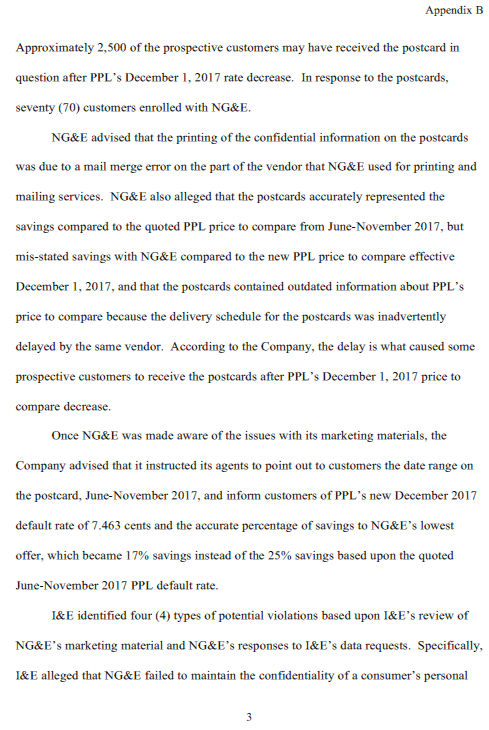 Appendix B
Approximately 2,500 of the prospective customers may have received the postcard in
question after PPL’s December 1, 2017 rate decrease.  In response to the postcards,
seventy (70) customers enrolled with NG&E.
NG&E advised that the printing of the confidential information on the postcards
was due to a mail merge error on the part of the vendor that NG&E used for printing and
mailing services.  NG&E also alleged that the postcards accurately represented the
savings compared to the quoted PPL price to compare from June-November 2017, but
mis-stated savings with NG&E compared to the new PPL price to compare effective
December 1, 2017, and that the postcards contained outdated information about PPL’s
price to compare because the delivery schedule for the postcards was inadvertently
delayed by the same vendor.  According to the Company, the delay is what caused some
prospective customers to receive the postcards after PPL’s December 1, 2017 price to
compare decrease.
Once NG&E was made aware of the issues with its marketing materials, the
Company advised that it instructed its agents to point out to customers the date range on
the postcard, June-November 2017, and inform customers of PPL’s new December 2017
default rate of 7.463 cents and the accurate percentage of savings to NG&E’s lowest
offer, which became 17% savings instead of the 25% savings based upon the quoted
June-November 2017 PPL default rate.
I&E identified four (4) types of potential violations based upon I&E’s review of
NG&E’s marketing material and NG&E’s responses to I&E’s data requests.  Specifically,
I&E alleged that NG&E failed to maintain the confidentiality of a consumer’s personal
3